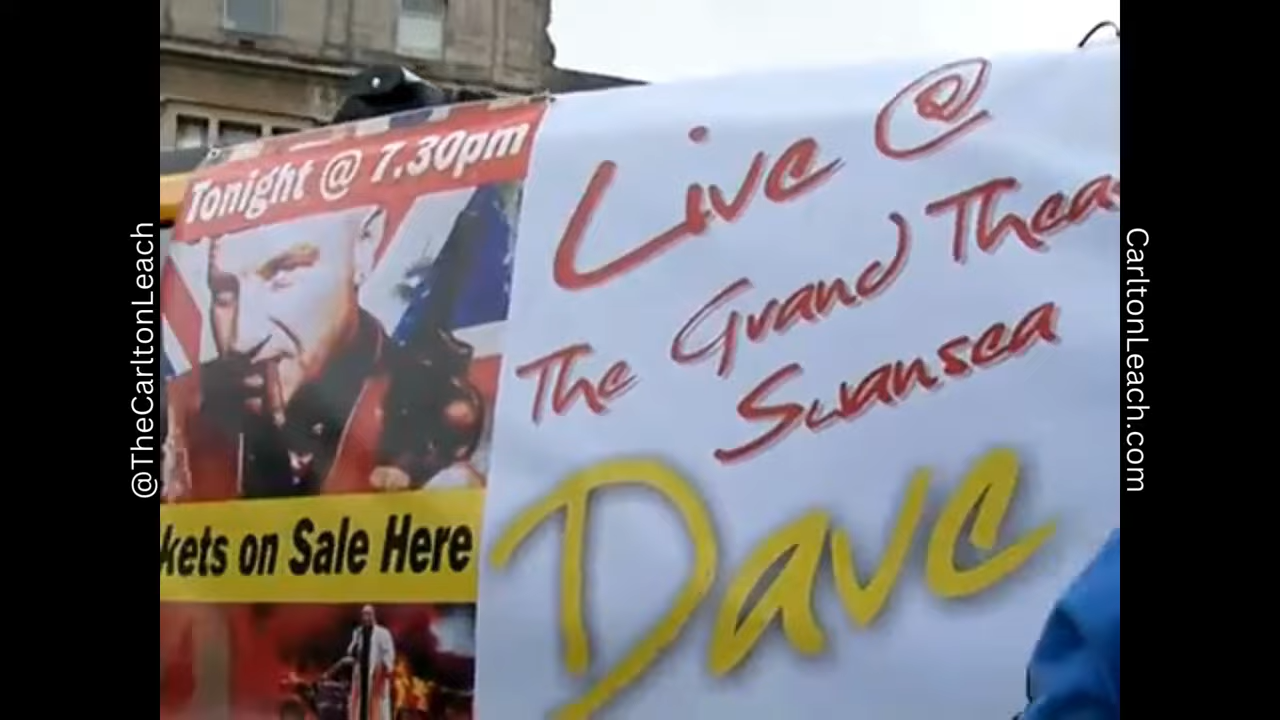 Tonight @ 7.30pm
kets on Sale Here
Live @
The Grand Thea
Swansea
Dave
@TheCarltonLeach
CarltonLeach.com